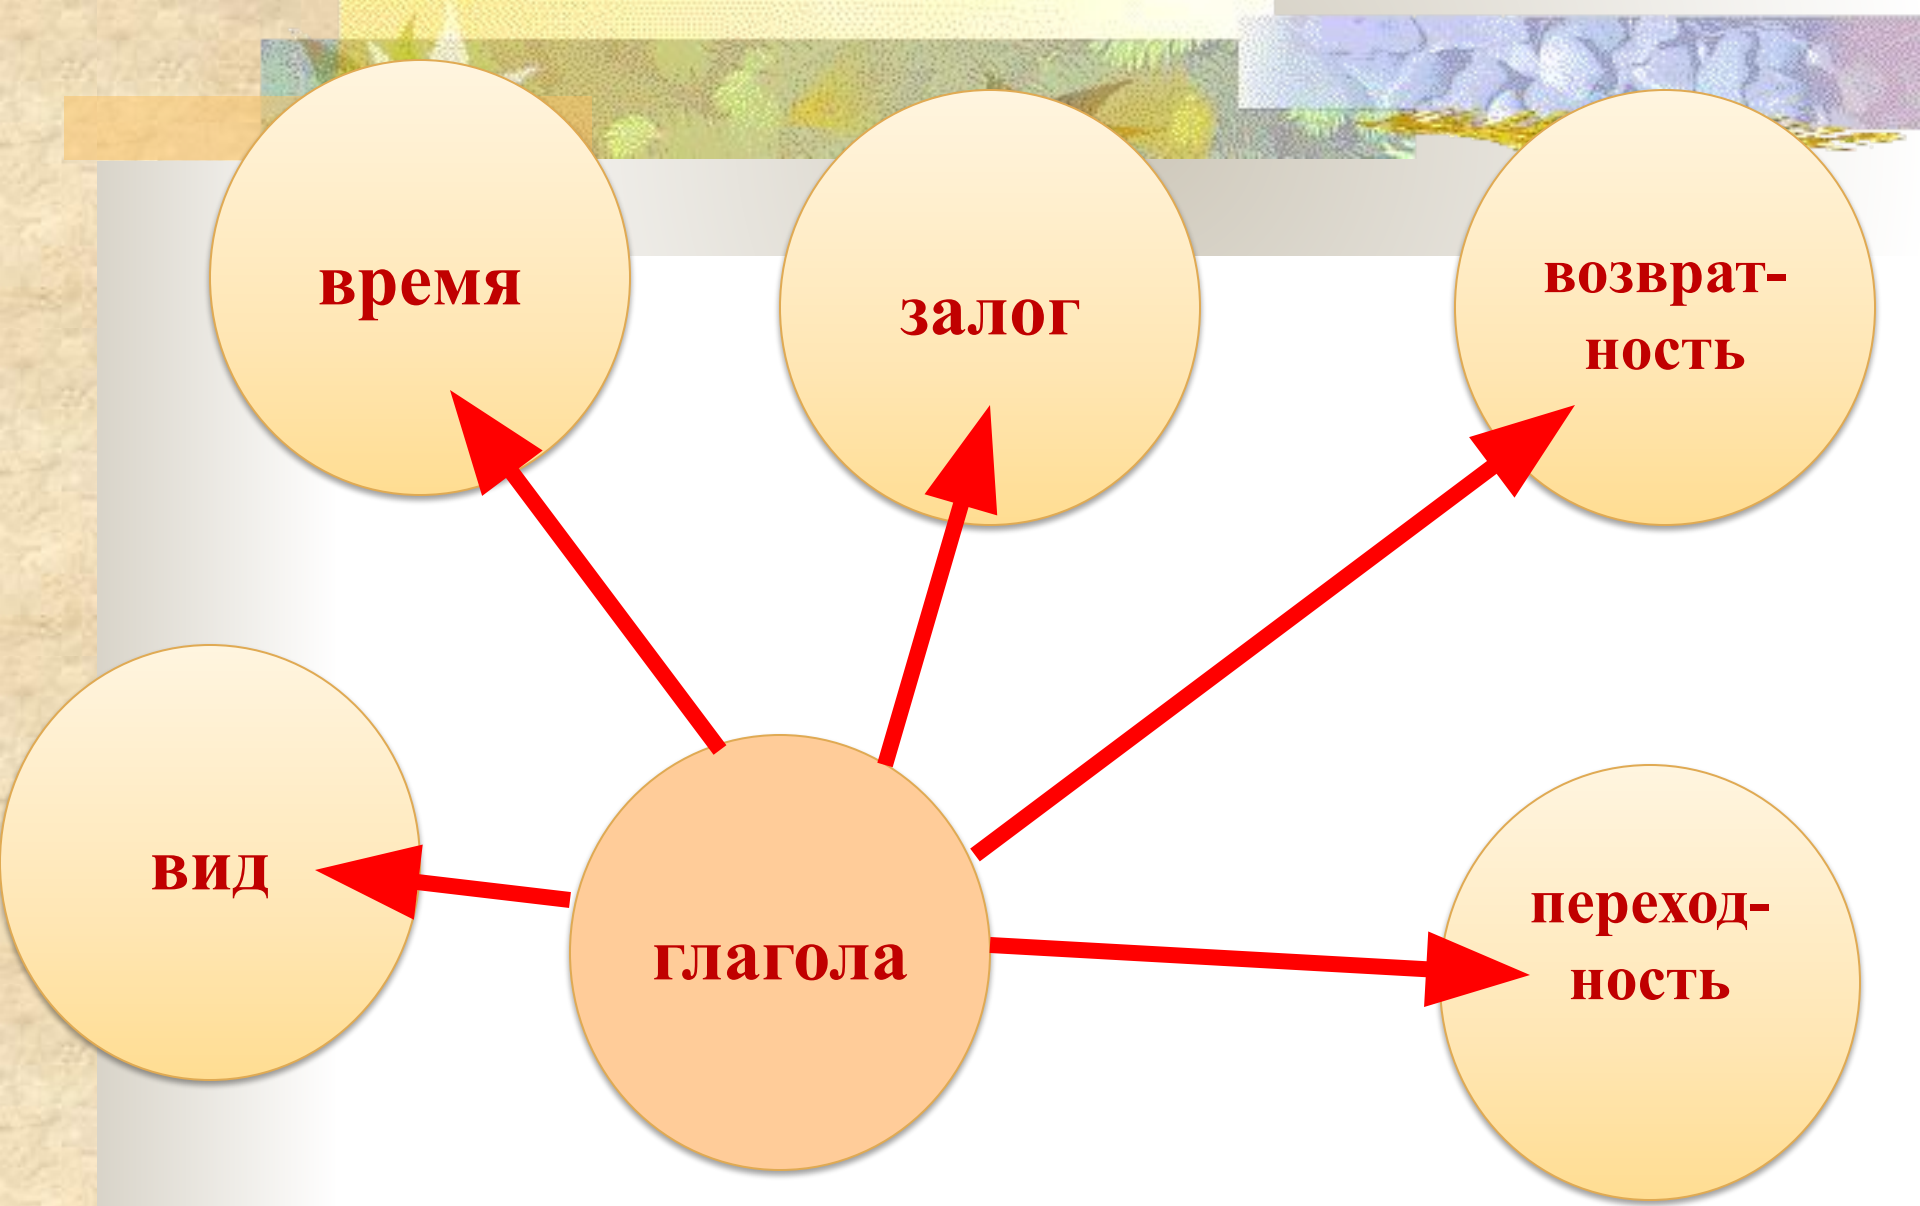 время
залог
возврат-
ность
вид
глагола
переход-
ность